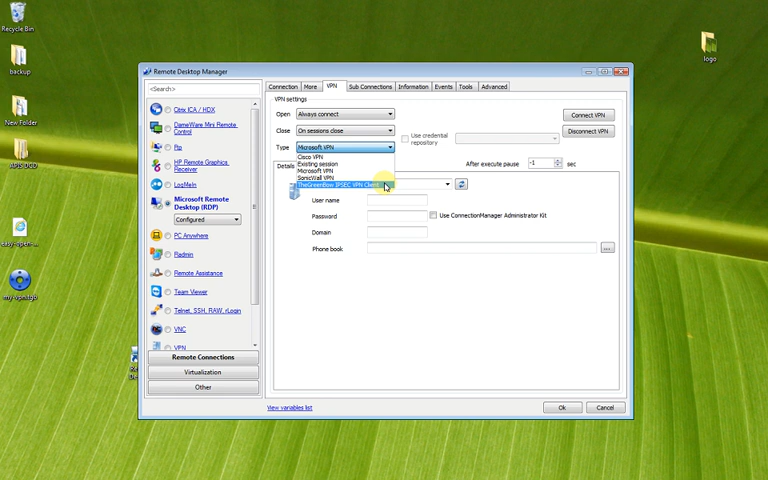 Recycle Bin
backup
New Folder
logo
Remote Desktop Manager
<Search>
Citrix ICA / HDX
DameWare Mini Remote
Control
Ftp
HP Remote Graphics
Receiver
LogMeIn
Microsoft Remote
Desktop (RDP)
Configured
PC Anywhere
Radmin
Remote Assistance
Team Viewer
Telnet, SSH, RAW, rLogin
VNC
VPN
Remote Connections
Virtualization
Other
Connection
More
VPN
Sub Connections
Information
Events
Tools
Advanced
VPN settings
Open
Always connect
Connect VPN
Close
On sessions close
Disconnect VPN
Type
Microsoft VPN
Use credential
repository
After execute pause
-1
sec
Cisco VPN
Existing session
Microsoft VPN
SonicWall VPN
TheGreenBow IPSEC VPN Client
Details
User name
Password
Use ConnectionManager Administrator Kit
Domain
Phone book
...
View variables list
Ok
Cancel